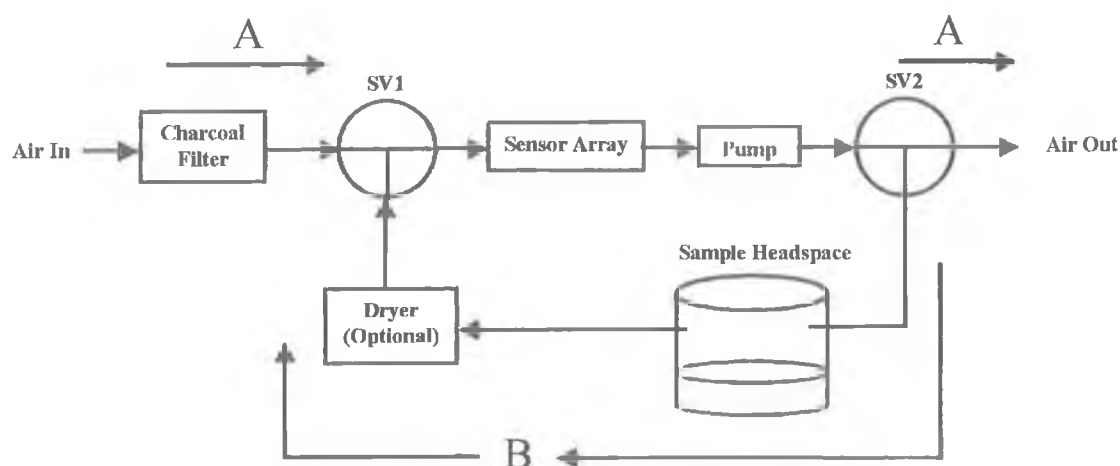 A
A
SV1
SV2
Air In
Charcoal
Filter
Sensor Array
Pump
Air Out
Sample Headspace
Dryer
(Optional)
B